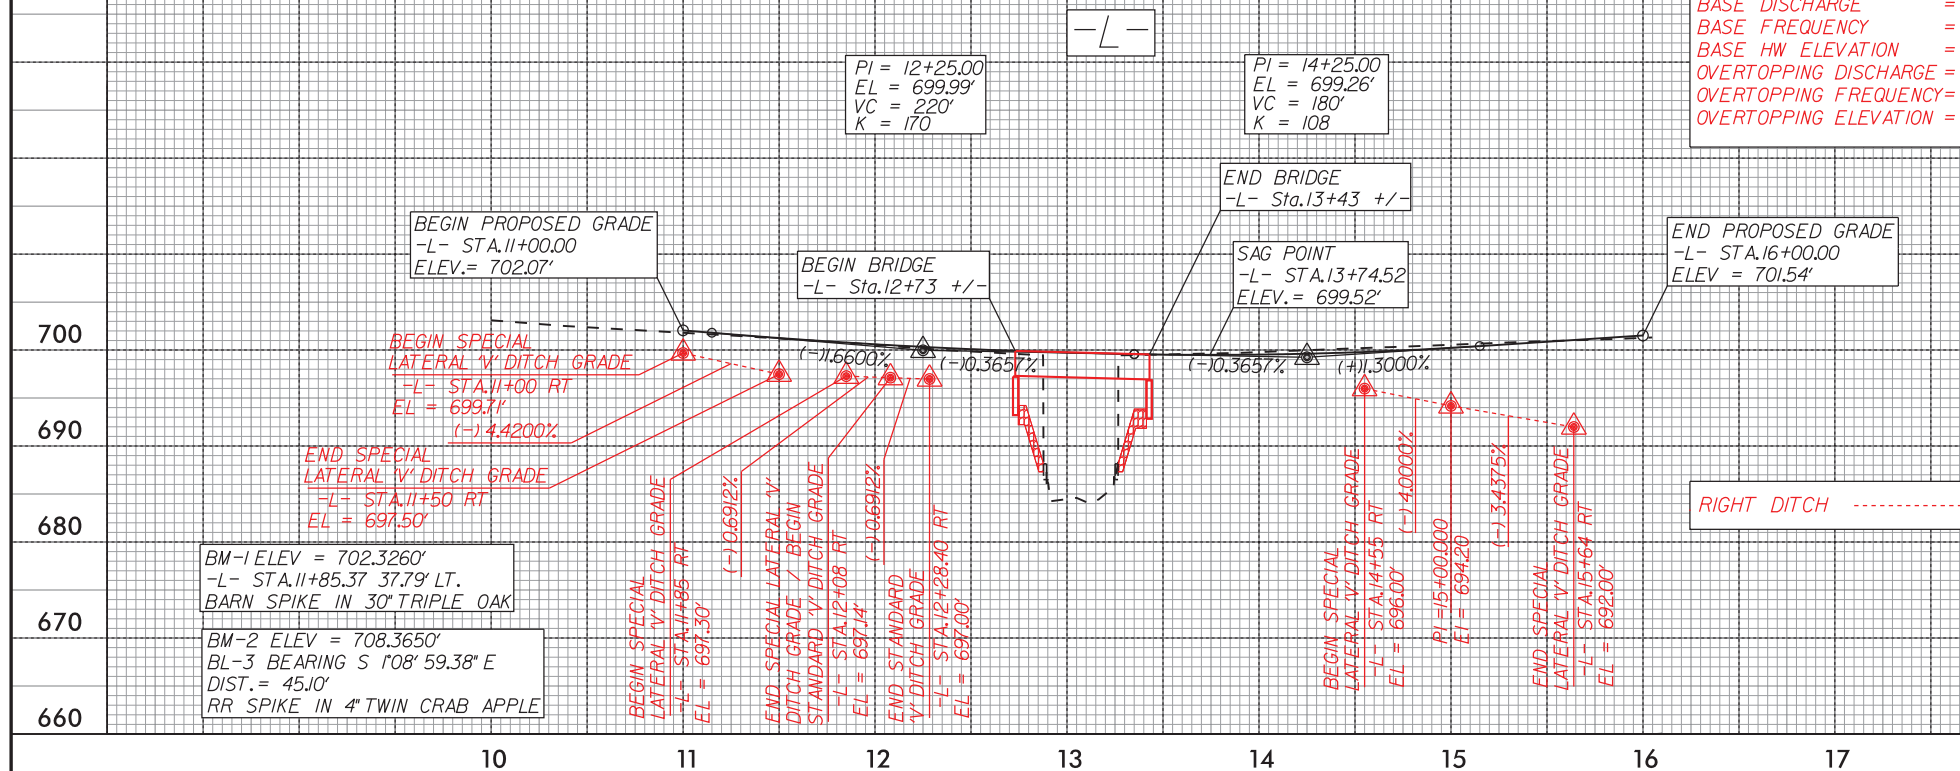 BASE DISCHARGE =
BASE FREQUENCY =
BASE HW ELEVATION =
OVERTOPPING DISCHARGE =
OVERTOPPING FREQUENCY=
OVERTOPPING ELEVATION =
-L-
PI = 12+25.00
EL = 699.99'
VC = 220'
K = 170
PI = 14+25.00
EL = 699.26'
VC = 180'
K = 108
END BRIDGE
-L- Sta.13+43 +/-
BEGIN PROPOSED GRADE
-L- STA.11+00.00
ELEV.= 702.07'
BEGIN BRIDGE
-L- Sta.12+73 +/-
SAG POINT
-L- STA.13+74.52
ELEV.= 699.52'
END PROPOSED GRADE
-L- STA.16+00.00
ELEV = 701.54'
700
690
680
670
660
(-)1.6600%
(-)0.3657%
(-)0.3657%
(+)1.3000%
BEGIN SPECIAL
LATERAL 'V' DITCH GRADE
-L- STA.11+00 RT
EL = 699.71'
(-)4.4200%
END SPECIAL
LATERAL 'V' DITCH GRADE
-L- STA.11+50 RT
EL = 697.50'
BM-1 ELEV = 702.3260'
-L- STA.11+85.37 37.79' LT.
BARN SPIKE IN 30" TRIPLE OAK
BM-2 ELEV = 708.3650'
BL-3 BEARING S 1°08' 59.38" E
DIST.= 45.10'
RR SPIKE IN 4" TWIN CRAB APPLE
BEGIN SPECIAL
LATERAL 'V' DITCH GRADE
-L- STA.11+85 RT
EL = 697.30'
(-)0.6912%
END SPECIAL LATERAL 'V'
DITCH GRADE / BEGIN
STANDARD 'V' DITCH GRADE
-L- STA.12+08 RT
EL = 697.14'
(-)0.6912%
END STANDARD
'V' DITCH GRADE
-L- STA.12+28.40 RT
EL = 697.00'
BEGIN SPECIAL
LATERAL 'V' DITCH GRADE
-L- STA.14+55 RT
EL = 696.00'
(-)4.0000%
PI =15+00.000
El = 694.20
(-)3.4375%
END SPECIAL
LATERAL 'V' DITCH GRADE
-L- STA.15+64 RT
EL = 692.00'
RIGHT DITCH
10
11
12
13
14
15
16
17